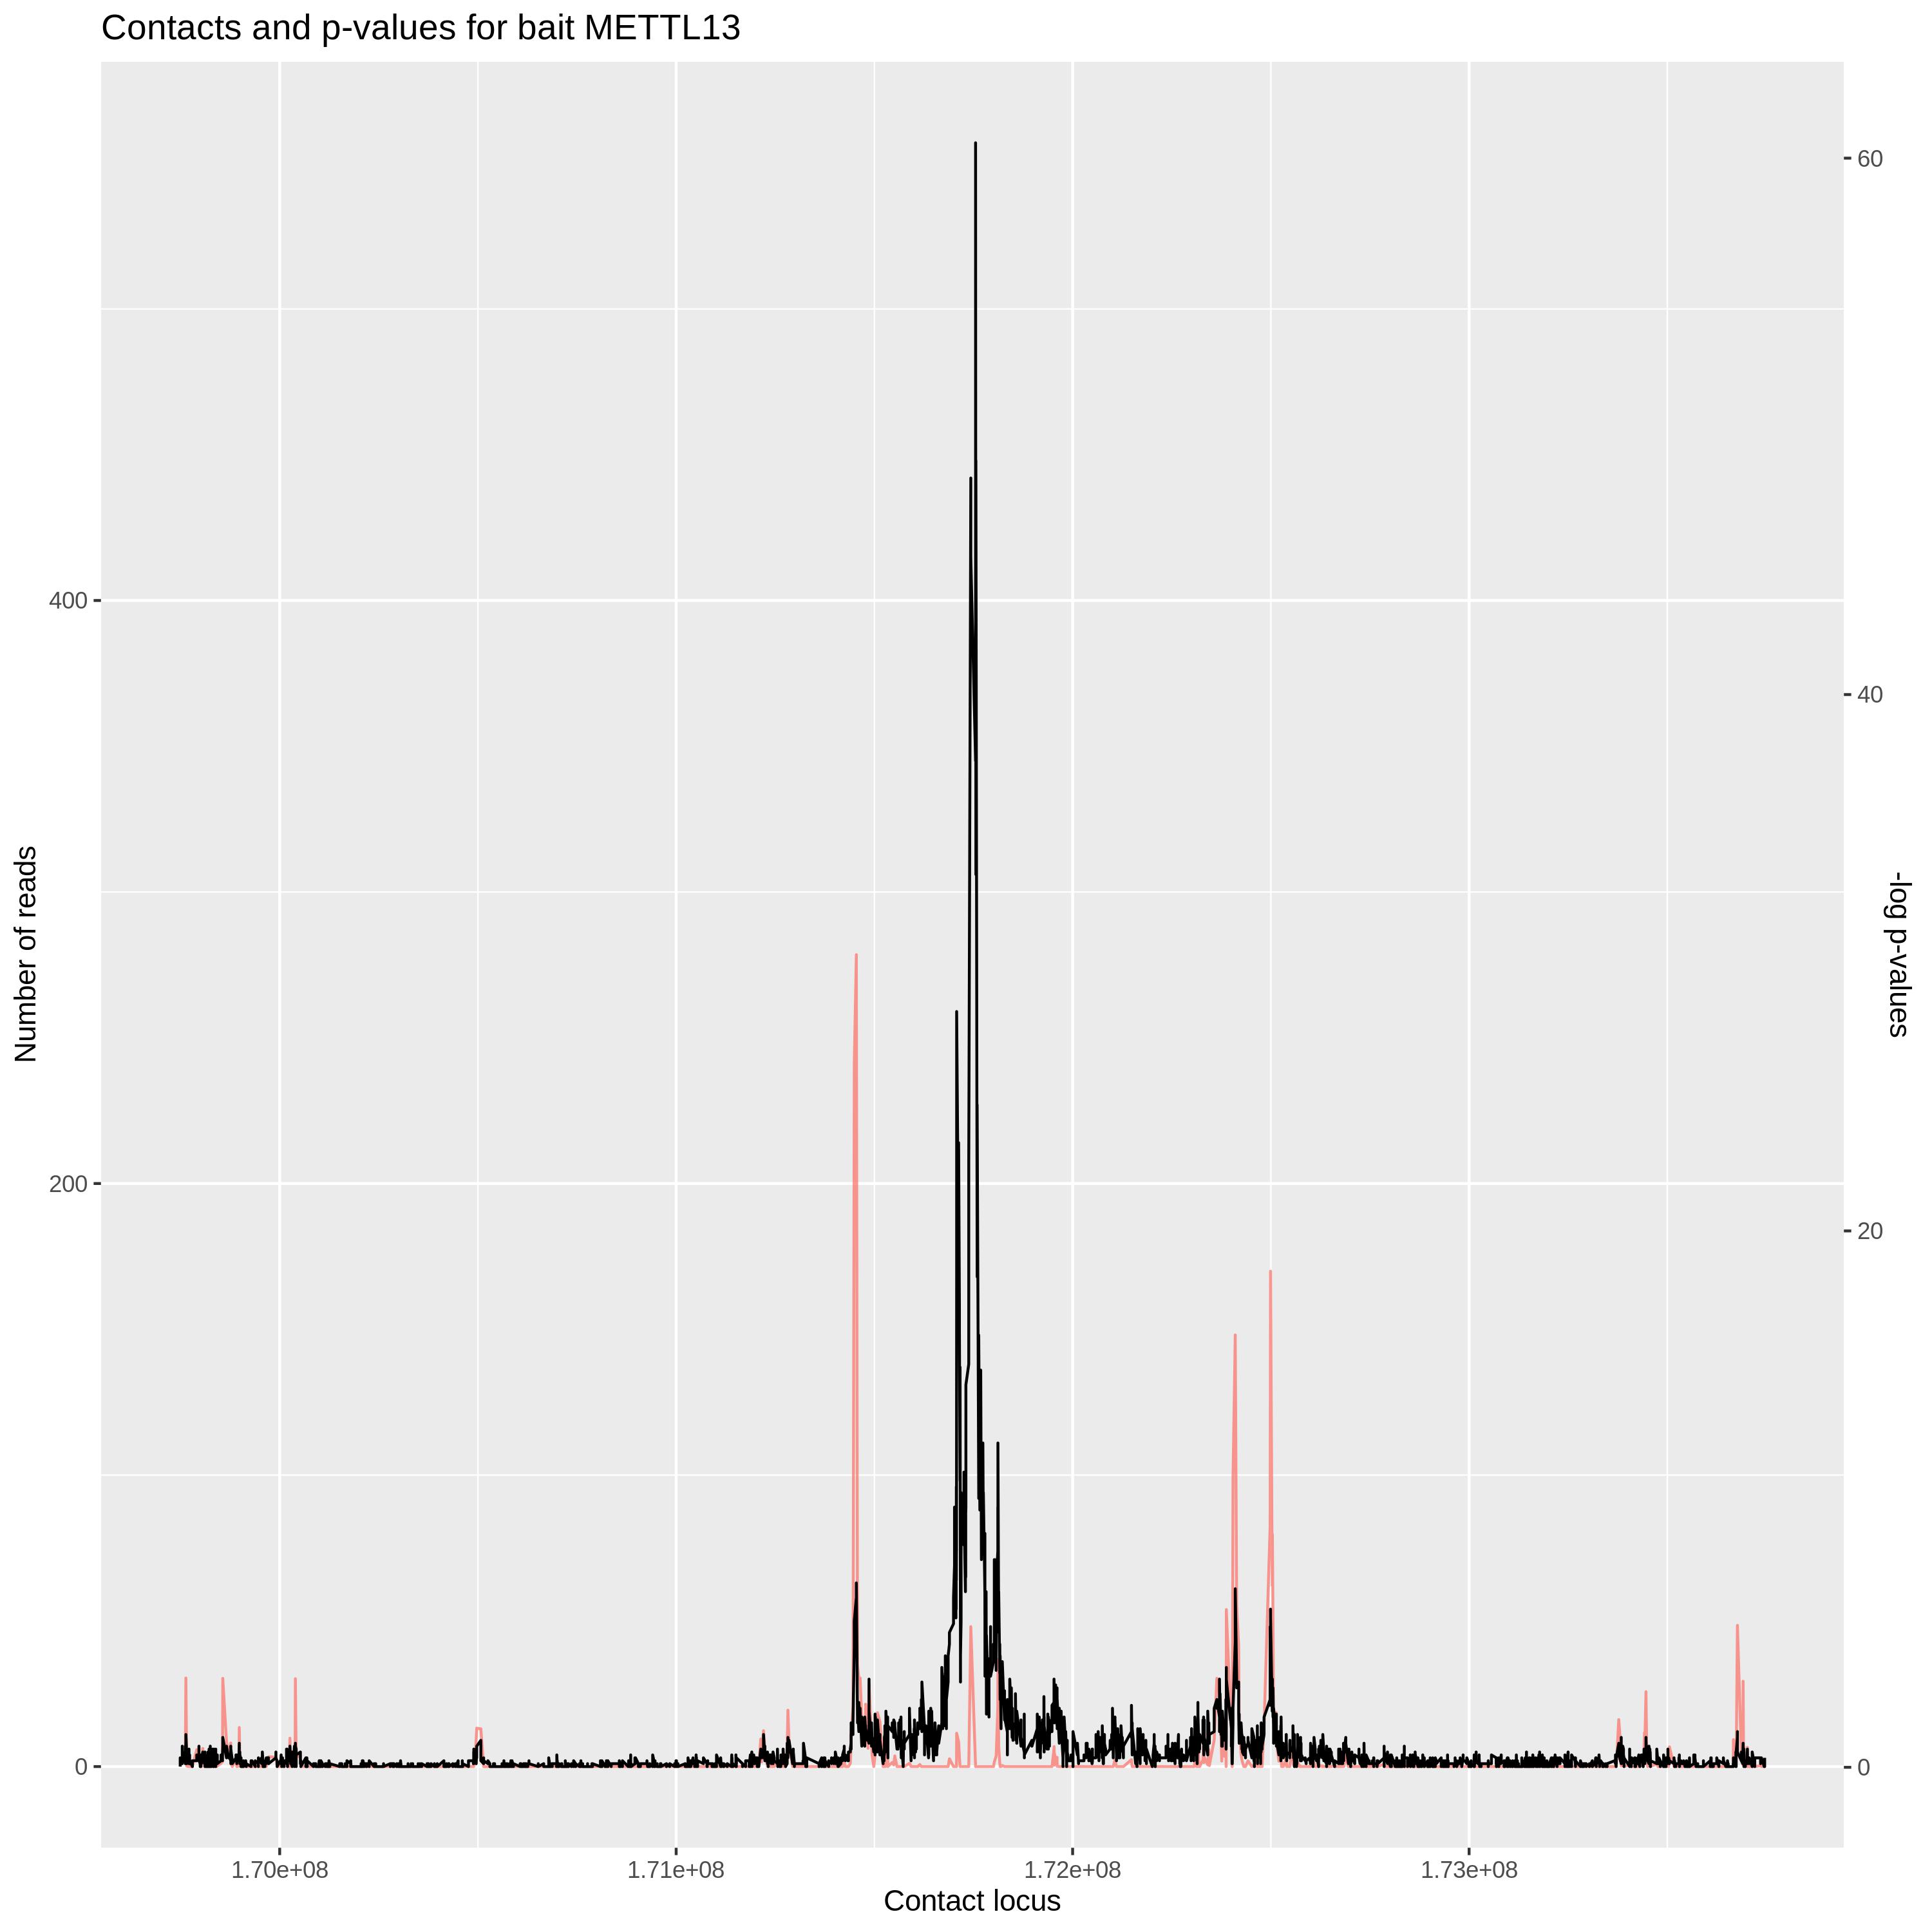 Contacts and p-values for bait METTL13
60
400
40
Number of reads
-log p-values
200
20
0
0
1.70e+08
1.71e+08
1.72e+08
1.73e+08
Contact locus